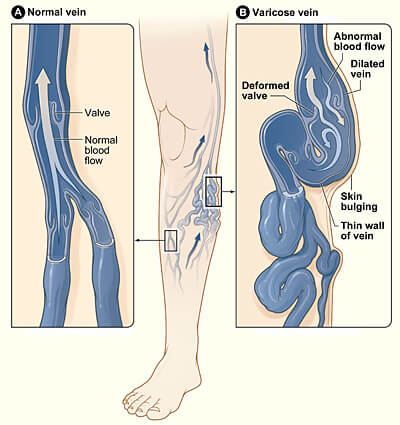 A Normal vein
Valve
Normal
blood
flow
B Varicose vein
Abnormal
blood flow
Dilated
vein
Deformed
valve
Skin
bulging
Thin wall
of vein